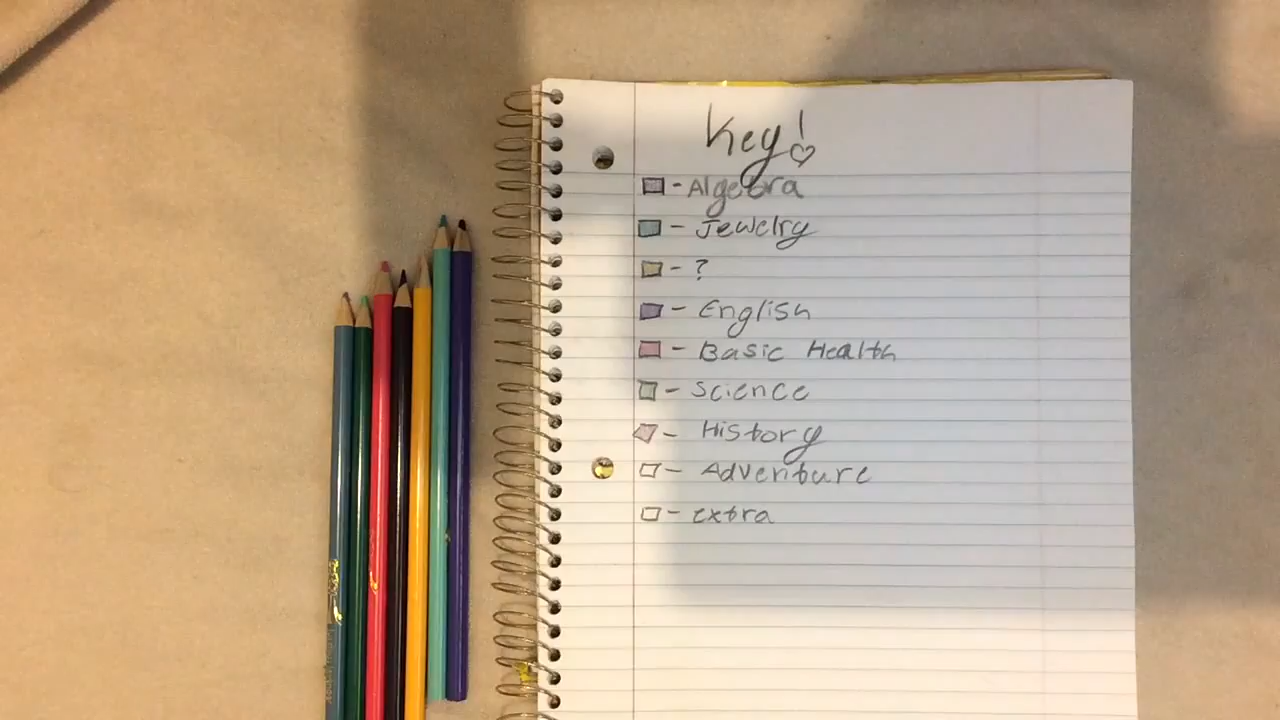 Key!
- Algebra
- Jewelry
- ?
- English
- Basic Health
- Science
- History
- Adventure
- extra